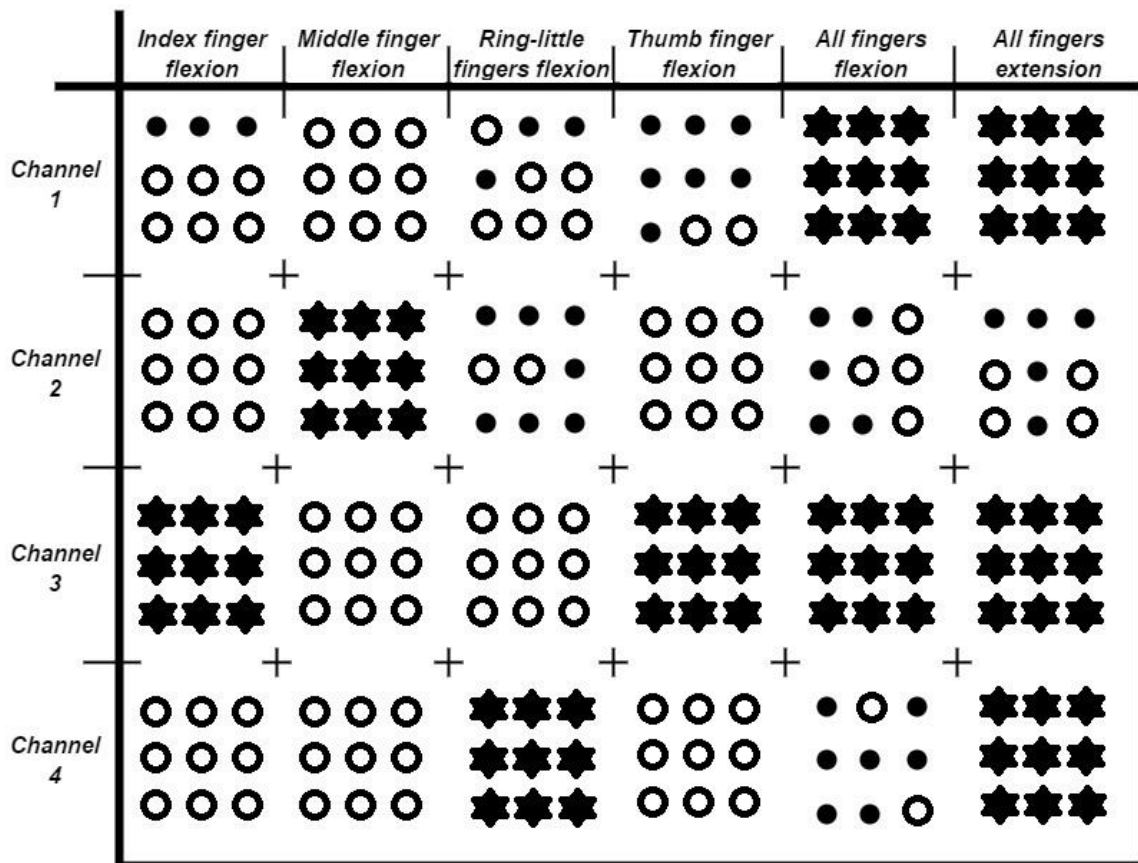 Index finger
flexion
Middle finger
flexion
Ring-little
fingers flexion
Thumb finger
flexion
All fingers
flexion
All fingers
extension
Channel
1
Channel
2
Channel
3
Channel
4